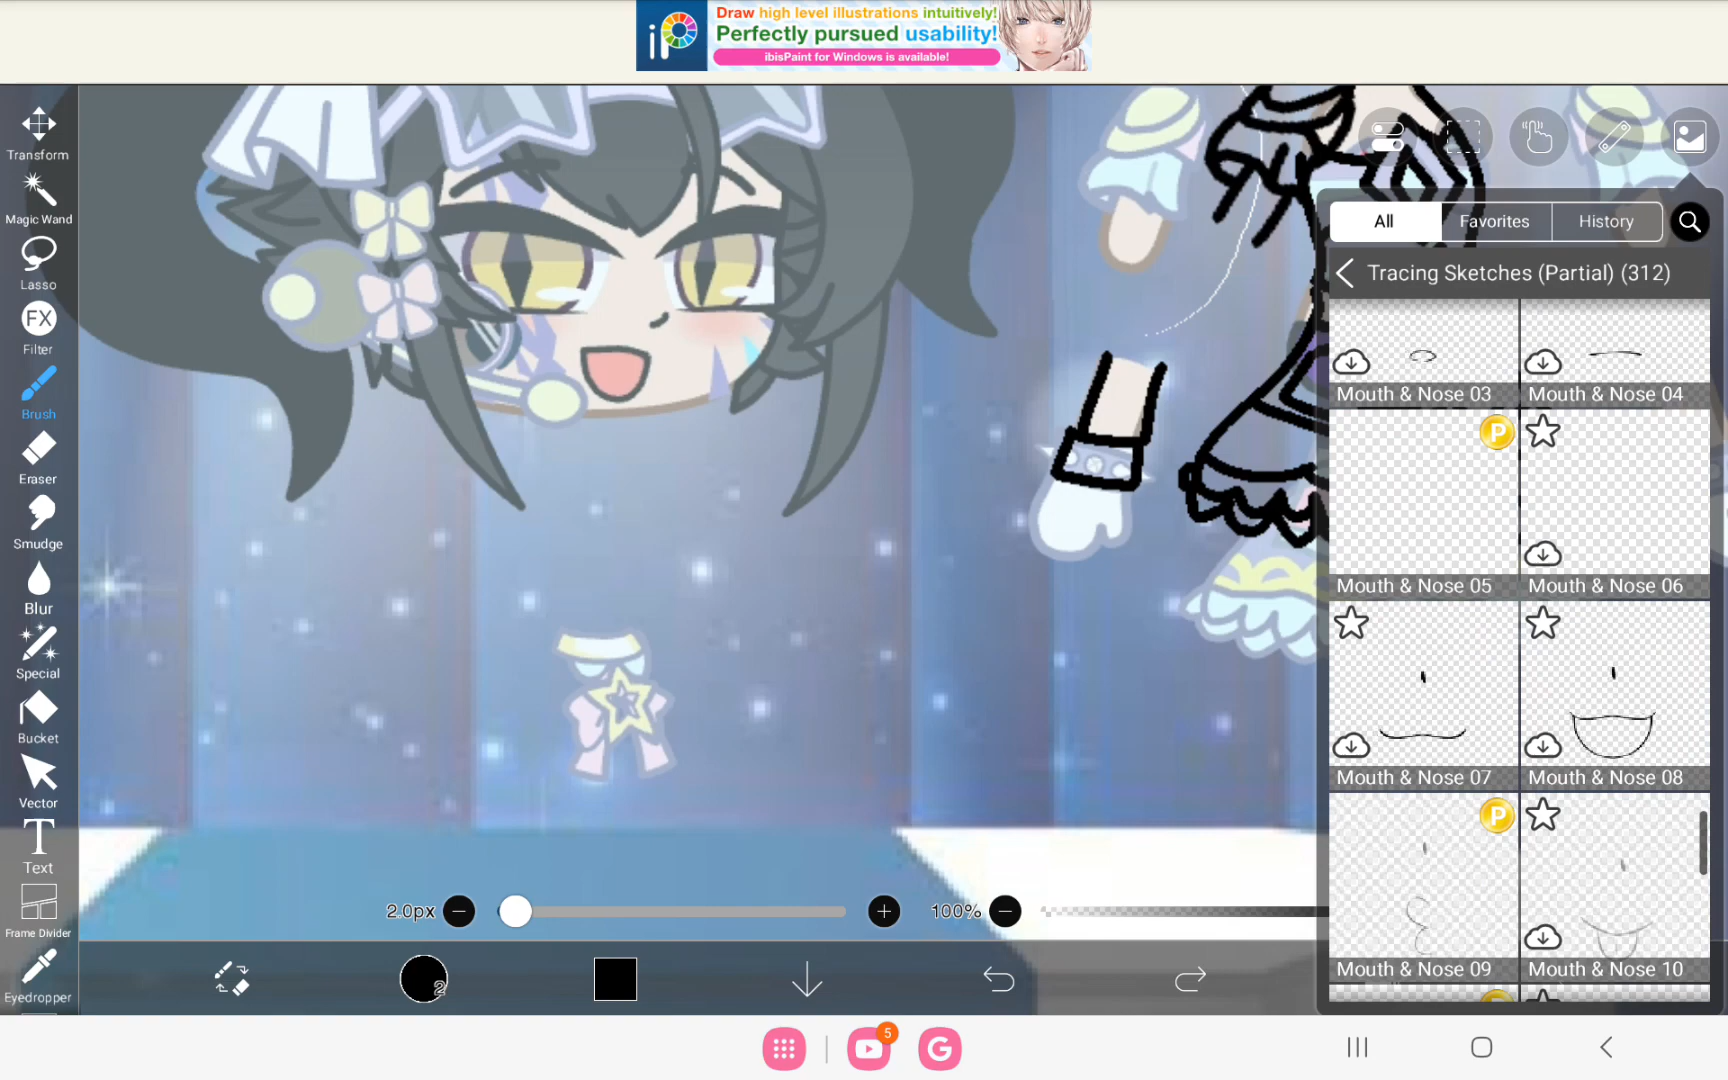 iP
Draw high level illustrations intuitively!
Perfectly pursued usability!
ibisPaint for Windows is available!
Transform
Magic Wand
Lasso
FX
Filter
Brush
Eraser
Smudge
Blur
Special
Bucket
Vector
T
Text
Frame Divider
Eyedropper
All
Favorites
History
Tracing Sketches (Partial) (312)
Mouth & Nose 03
Mouth & Nose 04
P
Mouth & Nose 05
Mouth & Nose 06
Mouth & Nose 07
Mouth & Nose 08
P
Mouth & Nose 09
Mouth & Nose 10
2.0px
100%
2
5
G